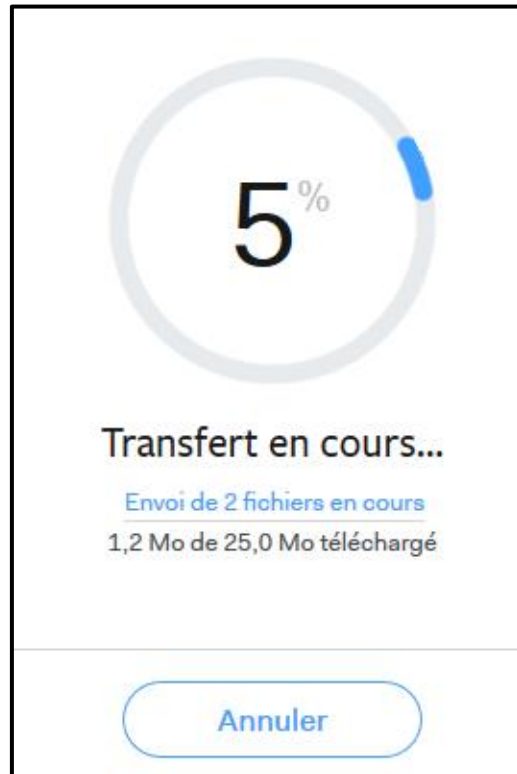 5%
Transfert en cours...
Envoi de 2 fichiers en cours
1,2 Mo de 25,0 Mo téléchargé
Annuler